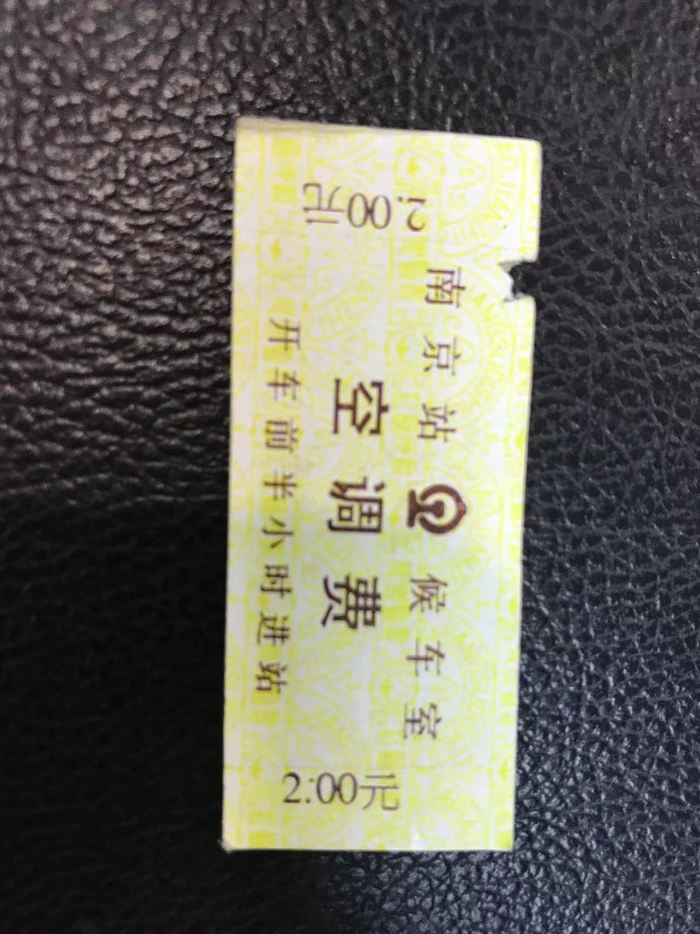 南京站 候车室
空调费
开车前半小时进站
2.00元
2.00元